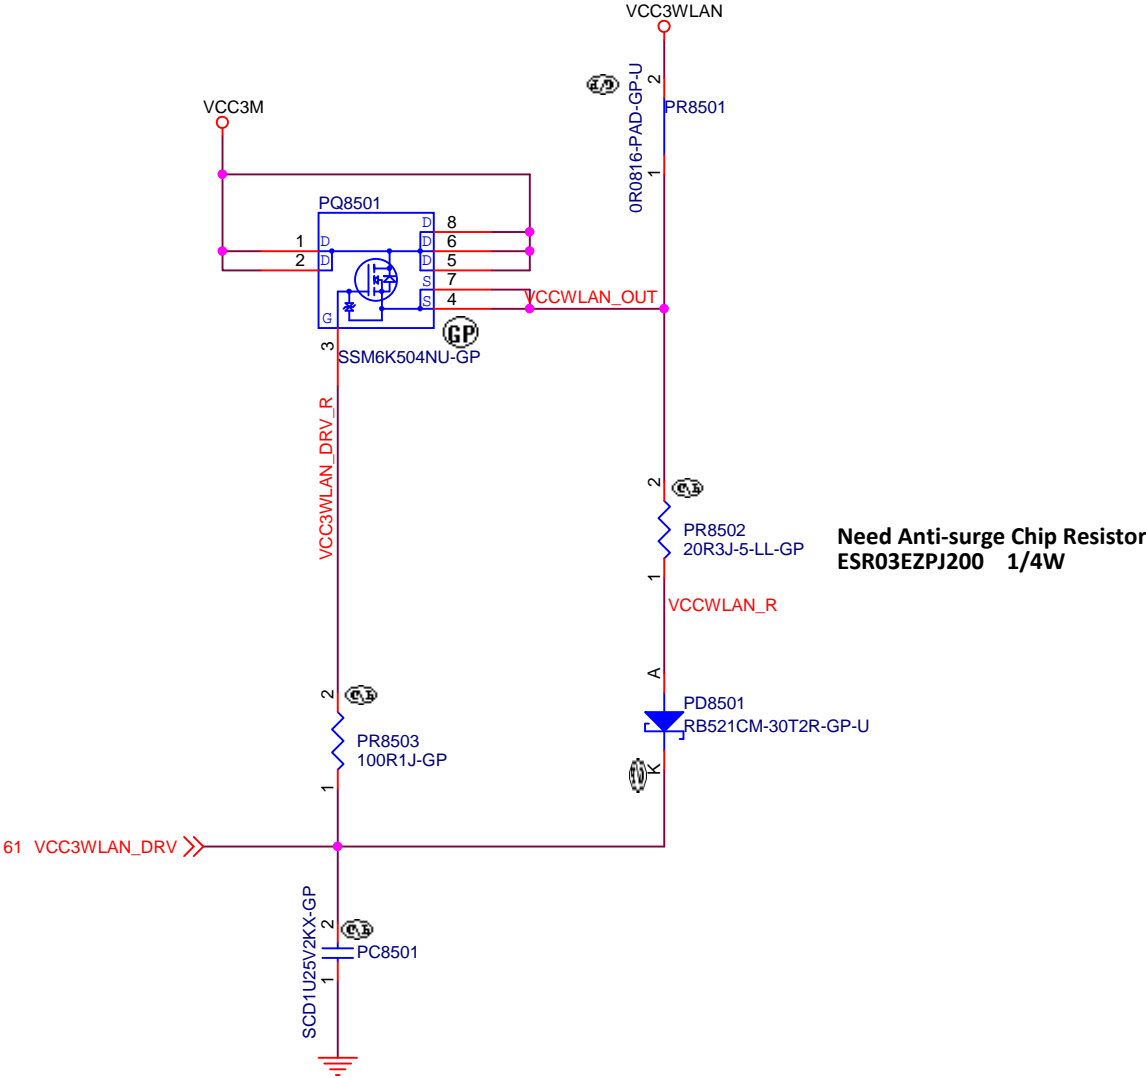 VCC3WLAN
2
0R0816-PAD-GP-U
PR8501
1
VCC3M
PQ8501
D
8
1
D
D
6
2
D
D
5
S
7
S
4
VCCWLAN_OUT
G
GP
3
SSM6K504NU-GP
VCC3WLAN_DRV_R
2
PR8502
20R3J-5-LL-GP
Need Anti-surge Chip Resistor
ESR03EZPJ200 1/4W
1
VCCWLAN_R
A
2
PD8501
RB521CM-30T2R-GP-U
PR8503
100R1J-GP
K
1
61 VCC3WLAN_DRV
SCD1U25V2KX-GP
2
PC8501
1